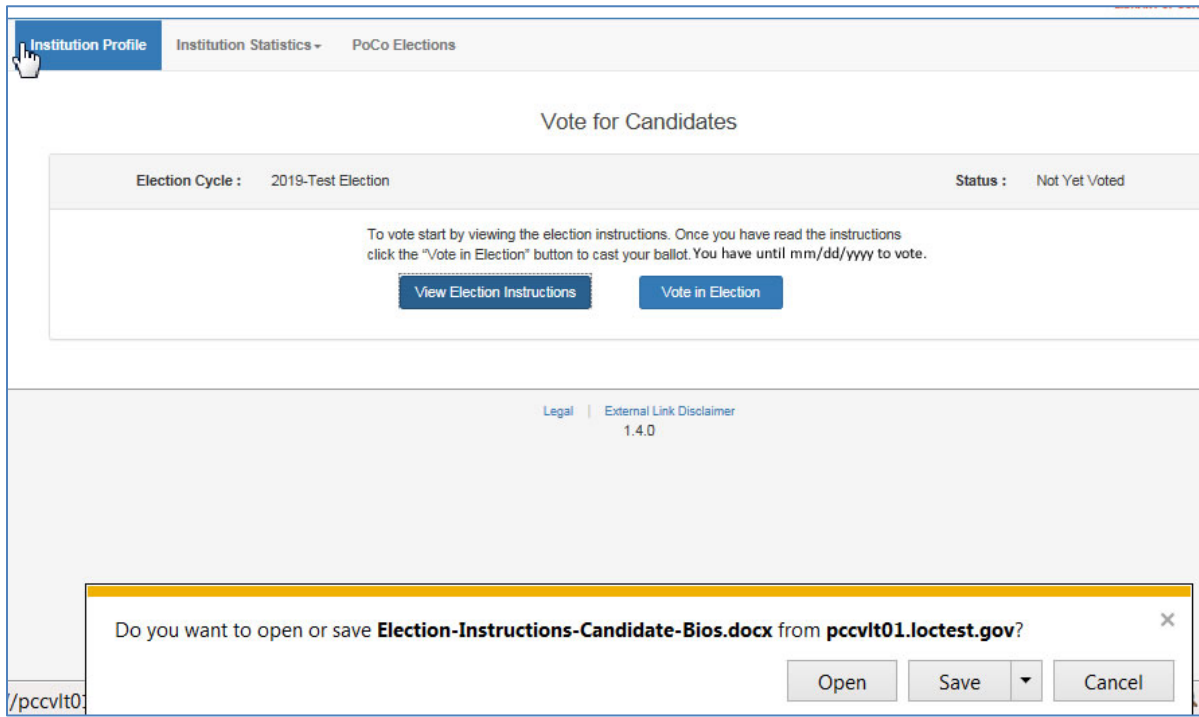 Institution Profile Institution Statistics PoCo Elections
Vote for Candidates
Election Cycle : 2019-Test Election Status : Not Yet Voted
To vote start by viewing the election instructions. Once you have read the instructions
click the "Vote in Election" button to cast your ballot. You have until mm/dd/yyyy to vote.
View Election Instructions Vote in Election
Legal | External Link Disclaimer
1.4.0
Do you want to open or save Election-Instructions-Candidate-Bios.docx from pccvlt01.loctest.gov?
Open Save Cancel